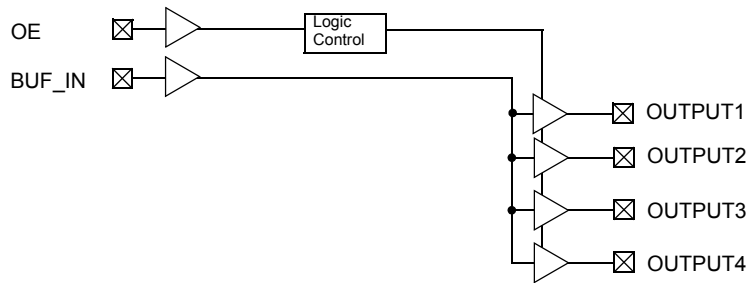 OE
Logic
Control
BUF_IN
OUTPUT1
OUTPUT2
OUTPUT3
OUTPUT4